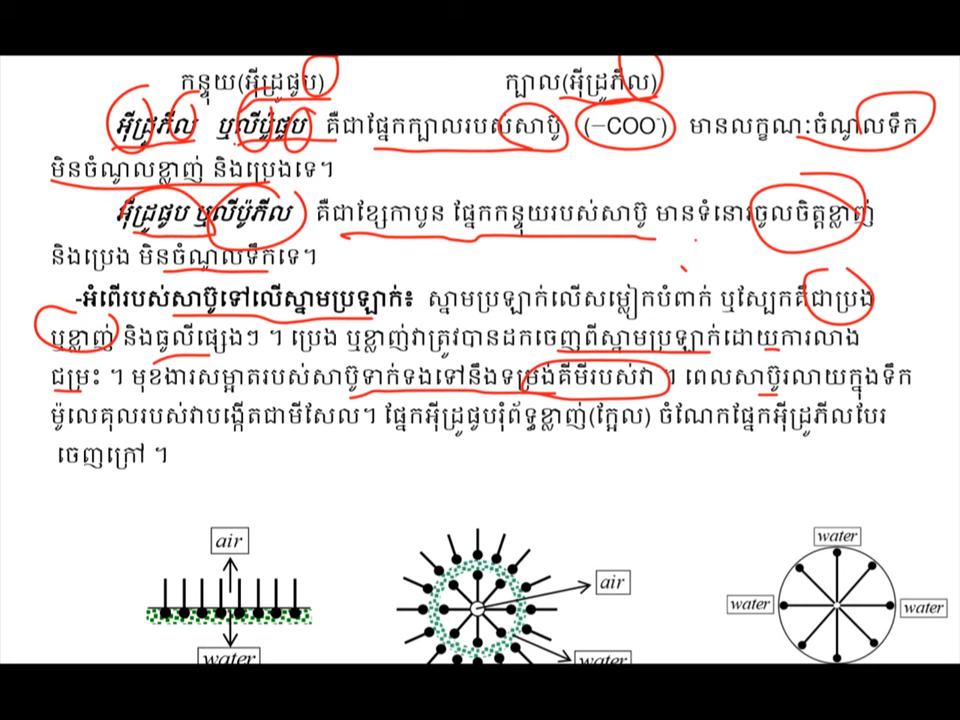 កន្ទុយ(អ៊ីដ្រូផូប) ក្បាល(អ៊ីដ្រូភីល)
អ៊ីដ្រូភីល ឬលីប៉ូផូប គឺជាផ្នែកក្បាលរបស់សាប៊ូ (–COO⁻) មានលក្ខណៈចំណូលទឹក
មិនចំណូលខ្លាញ់ និងប្រេងទេ។
អ៊ីដ្រូផូប ឬលីប៉ូភីល គឺជាខ្សែកាបូន ផ្នែកកន្ទុយរបស់សាប៊ូ មានទំនោរចូលចិត្តខ្លាញ់
និងប្រេង មិនចំណូលទឹកទេ។
-អំពើរបស់សាប៊ូទៅលើស្នាមប្រឡាក់៖ ស្នាមប្រឡាក់លើសម្លៀកបំពាក់ ឬស្បែកគឺជាប្រេង
ឬខ្លាញ់ និងធូលីផ្សេងៗ ។ ប្រេង ឬខ្លាញ់វាត្រូវបានដកចេញពីស្នាមប្រឡាក់ដោយការលាង
ជម្រះ ។ មុខងារសម្អាតរបស់សាប៊ូទាក់ទងទៅនឹងទម្រង់គីមីរបស់វា ។ ពេលសាប៊ូរលាយក្នុងទឹក
ម៉ូលេគុលរបស់វាបង្កើតជាមីសែល។ ផ្នែកអ៊ីដ្រូផូបរុំព័ទ្ធខ្លាញ់(ក្អែល) ចំណែកផ្នែកអ៊ីដ្រូភីលបែរ
ចេញក្រៅ ។
air
water
air
water
water
water
water